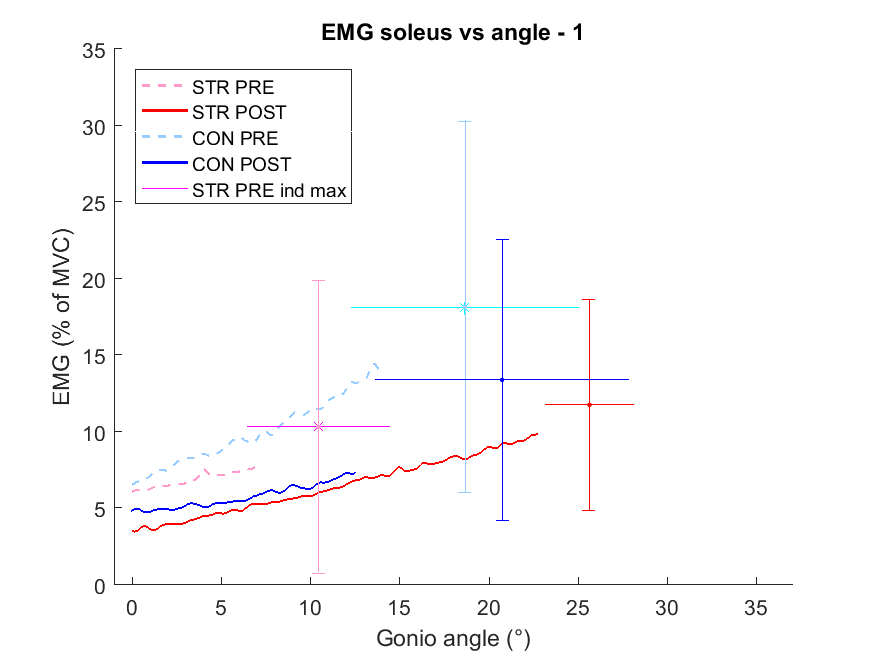 EMG soleus vs angle - 1
STR PRE
STR POST
CON PRE
CON POST
STR PRE ind max
EMG (% of MVC)
35
30
25
20
15
10
5
0
0 5 10 15 20 25 30 35
Gonio angle (°)